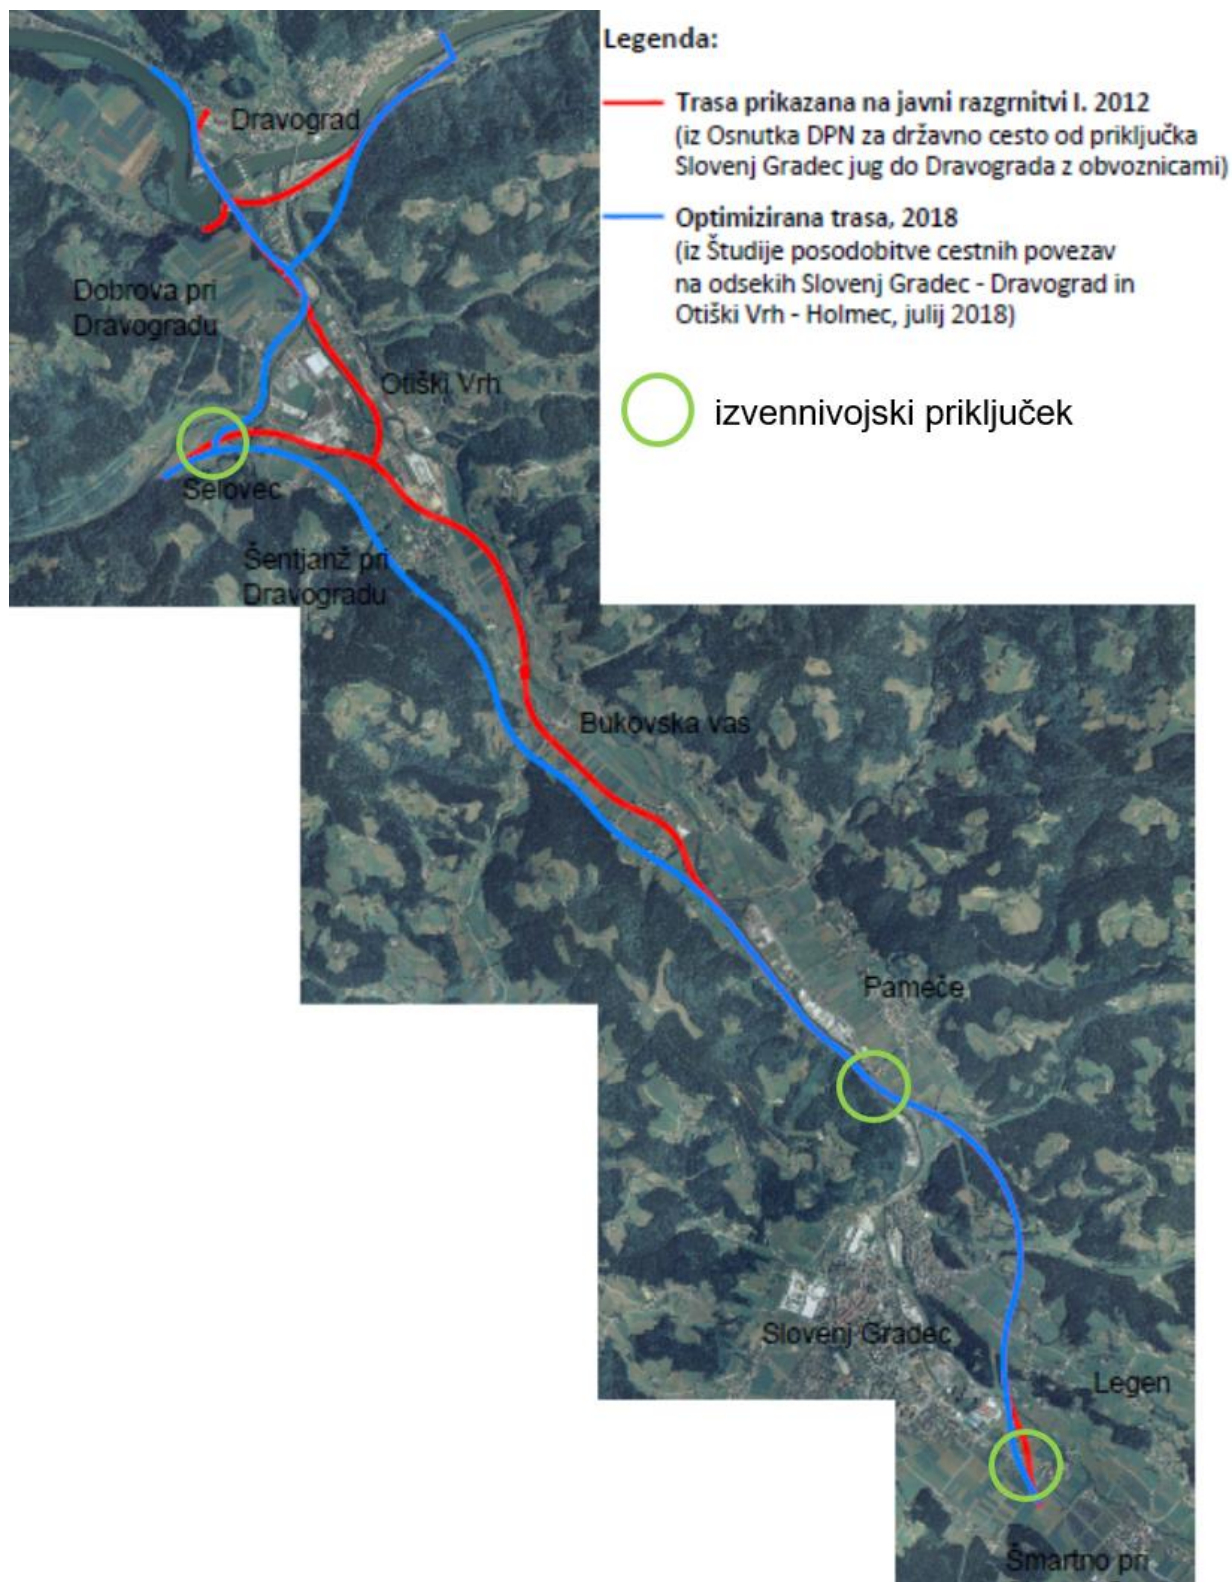 Legenda:
Trasa prikazana na javni razgrnitvi l. 2012
(iz Osnutka DPN za državno cesto od priključka
Slovenj Gradec jug do Dravograda z obvoznicami)
Optimizirana trasa, 2018
(iz Študije posodobitve cestnih povezav
na odsekih Slovenj Gradec - Dravograd in
Otiški Vrh - Holmec, julij 2018)
izvennivojski priključek
Dravograd
Dobrova pri
Dravogradu
Otiški Vrh
Selovec
Šentjanž pri
Dravogradu
Bukovska vas
Pameče
Slovenj Gradec
Legen
Šmartno pri